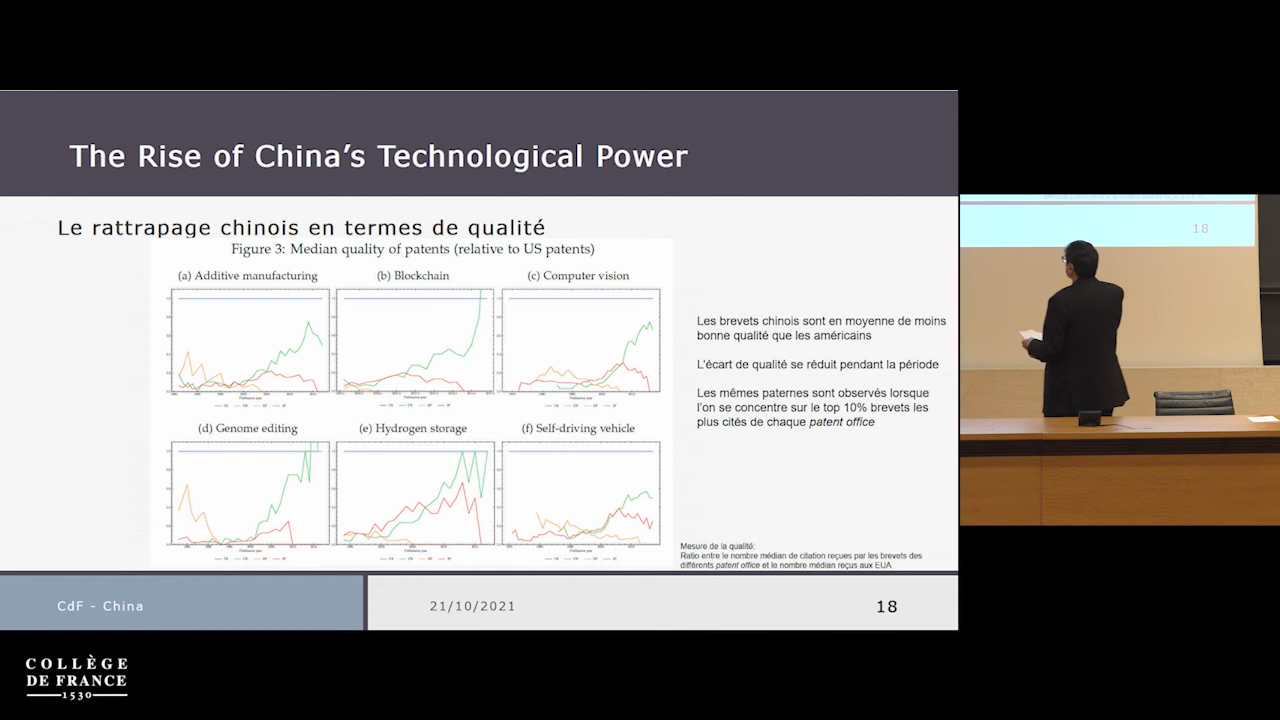 The Rise of China's Technological Power
Le rattrapage chinois en termes de qualité
Figure 3: Median quality of patents (relative to US patents)
(a) Additive manufacturing
(b) Blockchain
(c) Computer vision
(d) Genome editing
(e) Hydrogen storage
(f) Self-driving vehicle
Les brevets chinois sont en moyenne de moins
bonne qualité que les américains
L'écart de qualité se réduit pendant la période
Les mêmes paternes sont observés lorsque
l'on se concentre sur le top 10% brevets les
plus cités de chaque patent office
Mesure de la qualité:
Ratio entre le nombre médian de citation reçues par les brevets des
différents patent office et le nombre médian reçus aux EUA
CdF - China
21/10/2021
18
18
COLLÈGE
DE FRANCE
1530